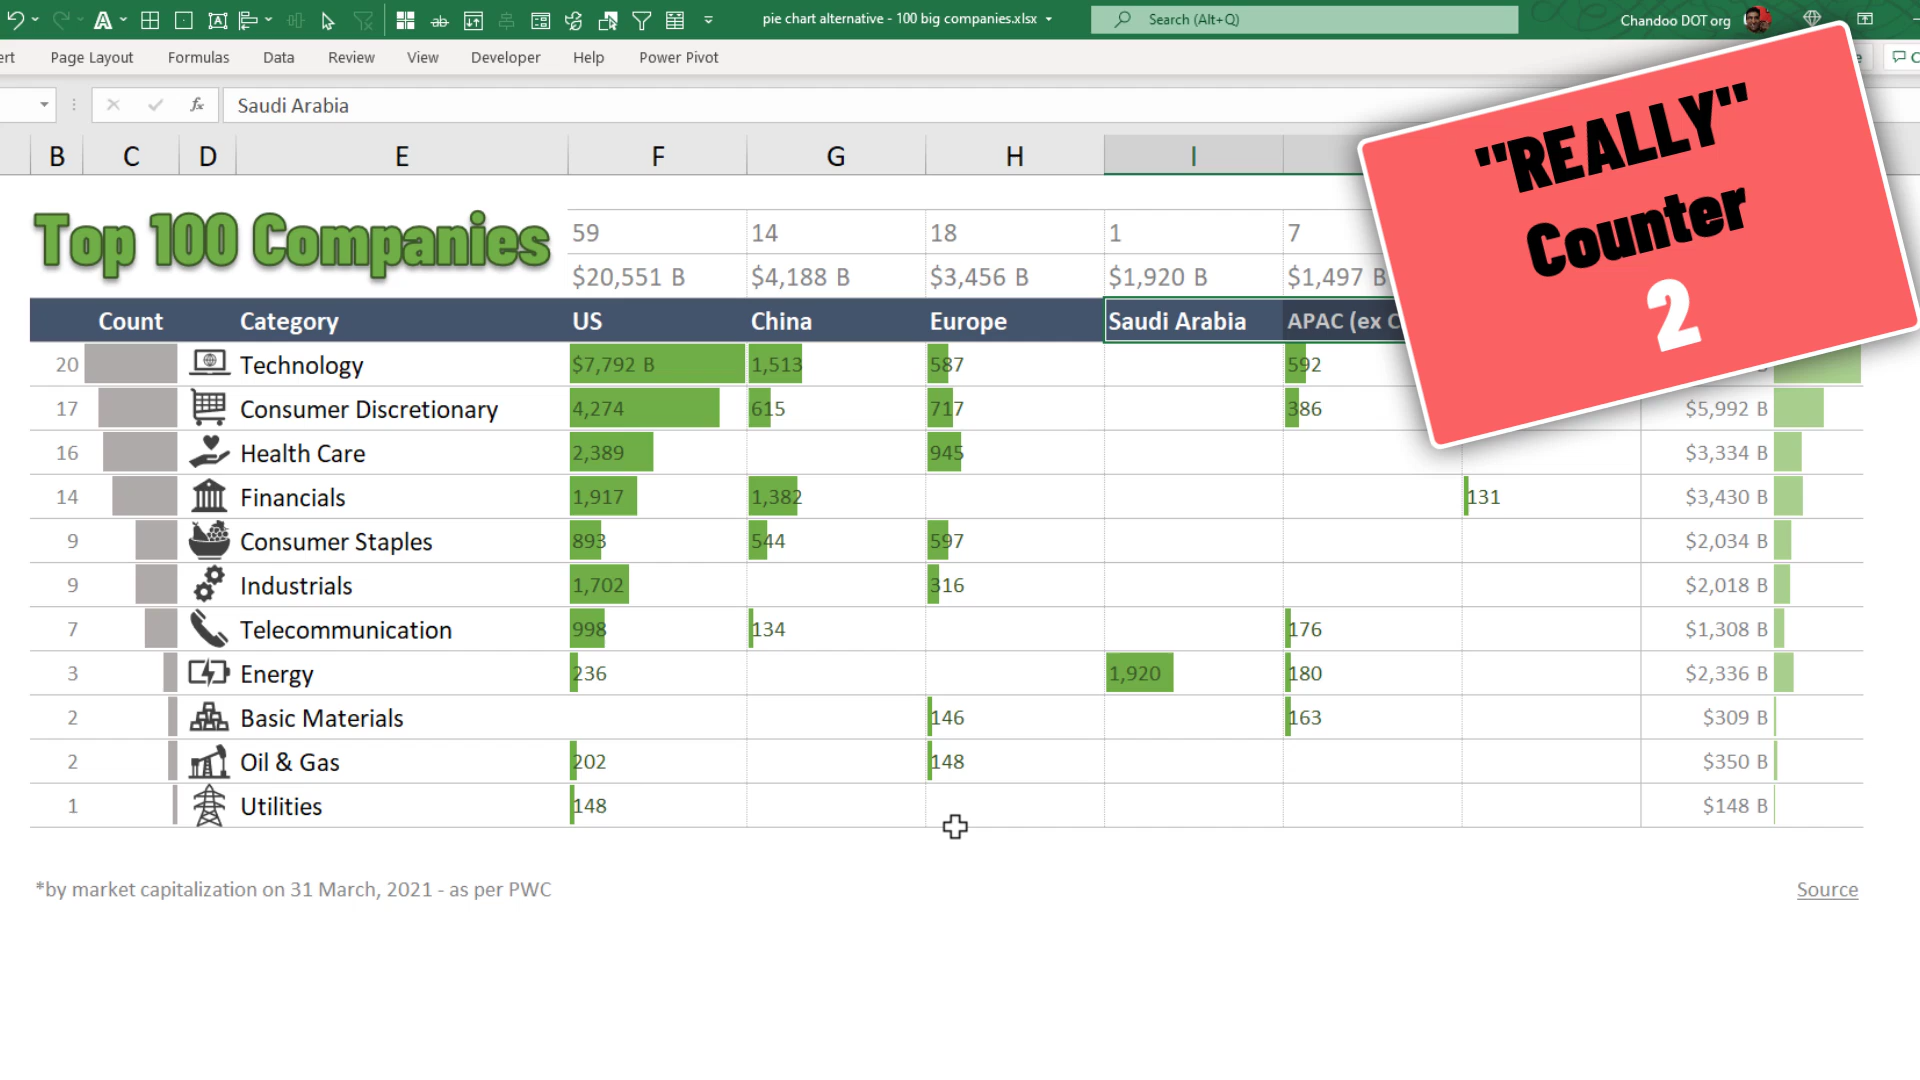 pie chart alternative - 100 big companies.xlsx
Search (Alt+Q)
Chandoo DOT org
Page Layout
Formulas
Data
Review
View
Developer
Help
Power Pivot
fx
Saudi Arabia
B C D E F G H I
"REALLY"
Counter
2
Top 100 Companies
59 14 18 1 7
$20,551 B $4,188 B $3,456 B $1,920 B $1,497 B
Count Category US China Europe Saudi Arabia APAC (ex C
20 Technology $7,792 B 1,513 587 592
17 Consumer Discretionary 4,274 615 717 386 $5,992 B
16 Health Care 2,389 945 $3,334 B
14 Financials 1,917 1,382 131 $3,430 B
9 Consumer Staples 893 544 597 $2,034 B
9 Industrials 1,702 316 $2,018 B
7 Telecommunication 998 134 176 $1,308 B
3 Energy 236 1,920 180 $2,336 B
2 Basic Materials 146 163 $309 B
2 Oil & Gas 202 148 $350 B
1 Utilities 148 $148 B
*by market capitalization on 31 March, 2021 - as per PWC
Source